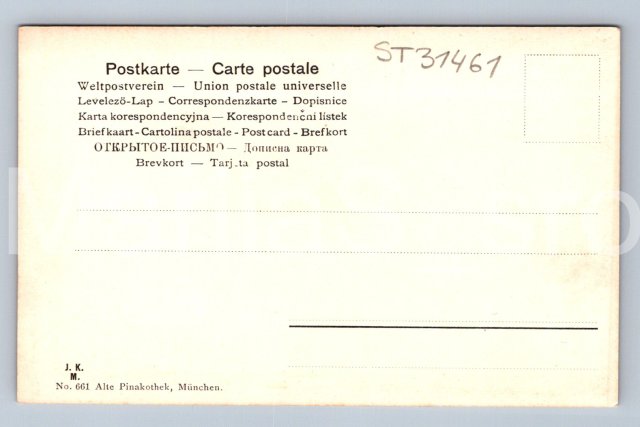 ST31461
Postkarte — Carte postale
Weltpostverein — Union postale universelle
Levelező-Lap - Correspondenzkarte - Dopisnice
Karta korespondencyjna — Korespondenční lístek
Briefkaart - Cartolina postale - Post card - Brefkort
ОТКРЫТОЕ-ПИСЬМО — Дописна карта
Brevkort — Tarjeta postal
J. K.
M.
No. 661 Alte Pinakothek, München.